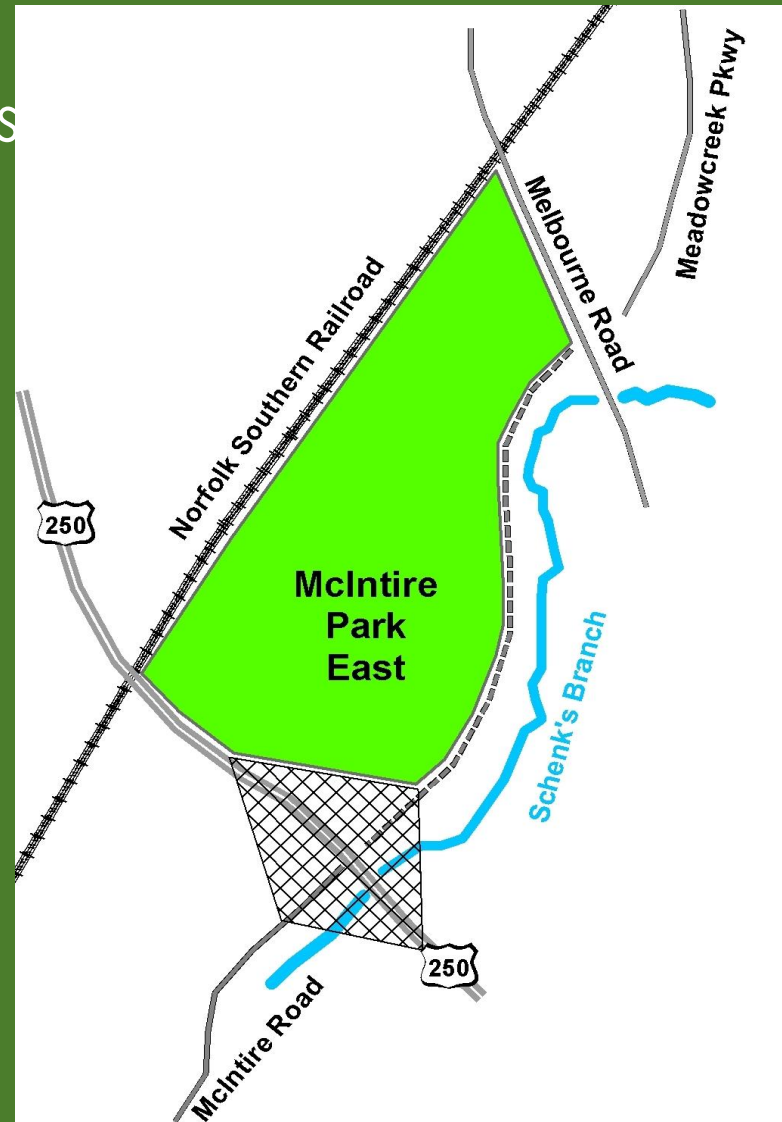 s
Meadowcreek Pkwy
Melbourne Road
Norfolk Southern Railroad
250
McIntire
Park
East
Schenk's Branch
250
McIntire Road